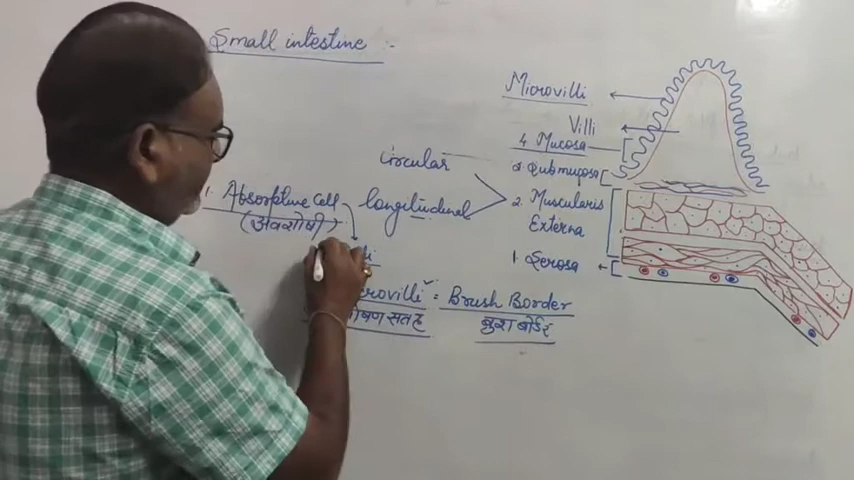 Small intestine :-
Microvilli
Villi
4. Mucosa
3 Submucosa
Circular
longitudinal
2. Muscularis
Externa
1 Serosa
1. Absorptive Cell
(अवशोषी)
Microvilli = Brush Border
बुश बोर्डर